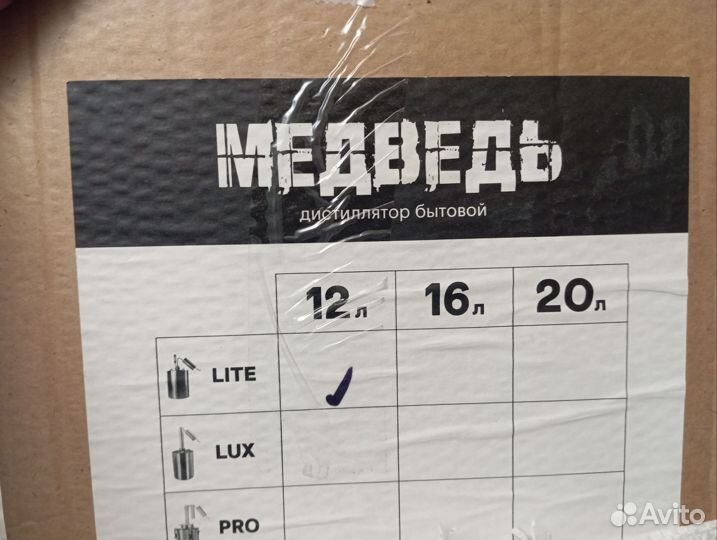 МЕДВЕДЬ
дистиллятор бытовой
12л 16л 20л
LITE
LUX
PRO
Avito